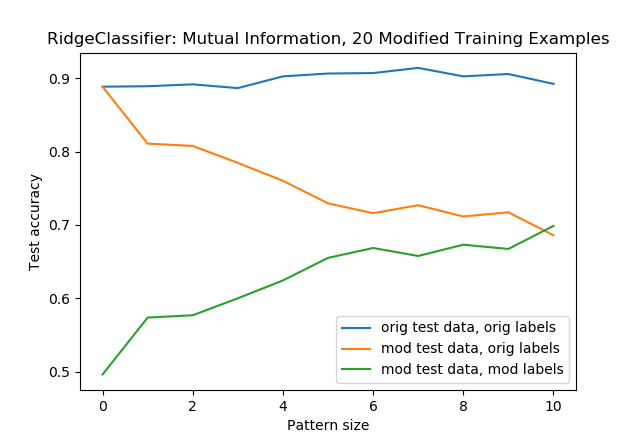 RidgeClassifier: Mutual Information, 20 Modified Training Examples
0.9
0.8
0.7
0.6
0.5
Test accuracy
orig test data, orig labels
mod test data, orig labels
mod test data, mod labels
0 2 4 6 8 10
Pattern size